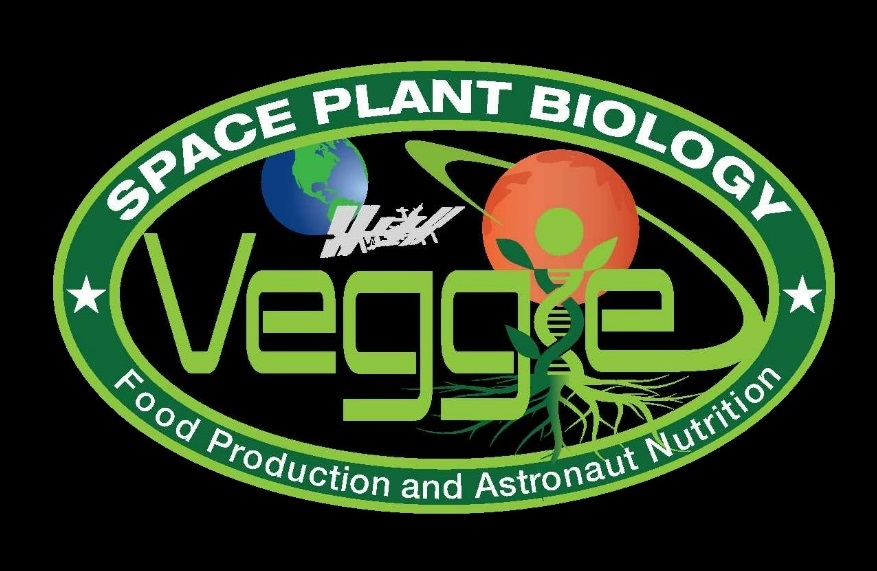 SPACE PLANT BIOLOGY
Veggie
Food Production and Astronaut Nutrition